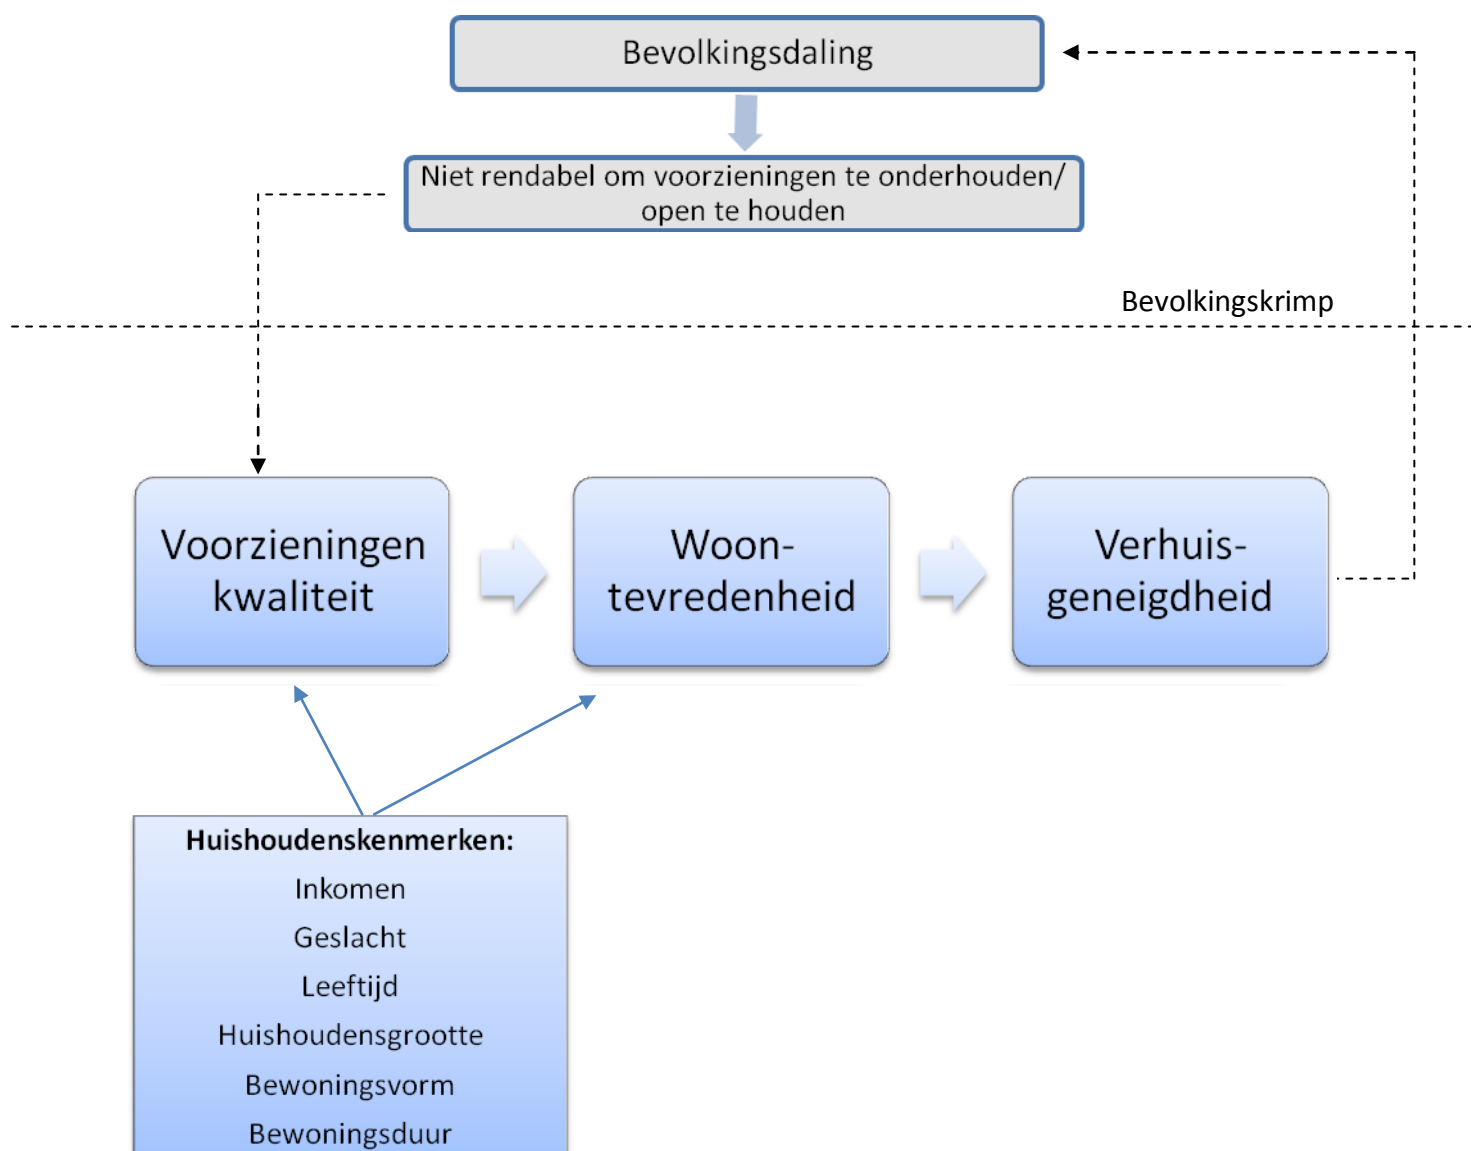 Bevolkingsdaling
Niet rendabel om voorzieningen te onderhouden/
open te houden
Bevolkingskrimp
Voorzieningen
kwaliteit
Woon-
tevredenheid
Verhuis-
geneigdheid
Huishoudenskenmerken:
Inkomen
Geslacht
Leeftijd
Huishoudensgrootte
Bewoningsvorm
Bewoningsduur